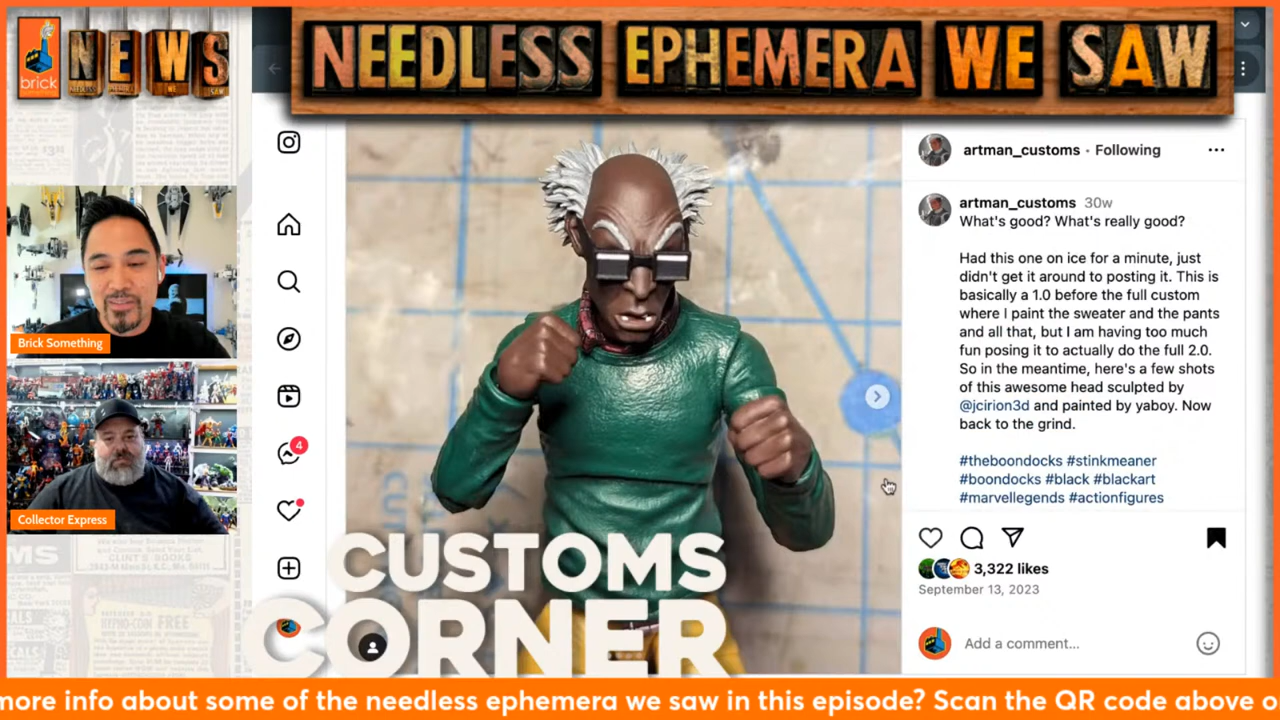 NEEDLESS EPHEMERA WE SAW
brick
NEWS
NEEDLESS EPHEMERA WE SAW
artman_customs • Following
artman_customs 30w
What's good? What's really good?
Had this one on ice for a minute, just
didn't get it around to posting it. This is
basically a 1.0 before the full custom
where I paint the sweater and the pants
and all that, but I am having too much
fun posing it to actually do the full 2.0.
So in the meantime, here's a few shots
of this awesome head sculpted by
@jcirion3d and painted by yaboy. Now
back to the grind.
#theboondocks #stinkmeaner
#boondocks #black #blackart
#marvellegends #actionfigures
3,322 likes
September 13, 2023
Add a comment...
4
Brick Something
Collector Express
CUSTOMS
CORNER
more info about some of the needless ephemera we saw in this episode? Scan the QR code above o